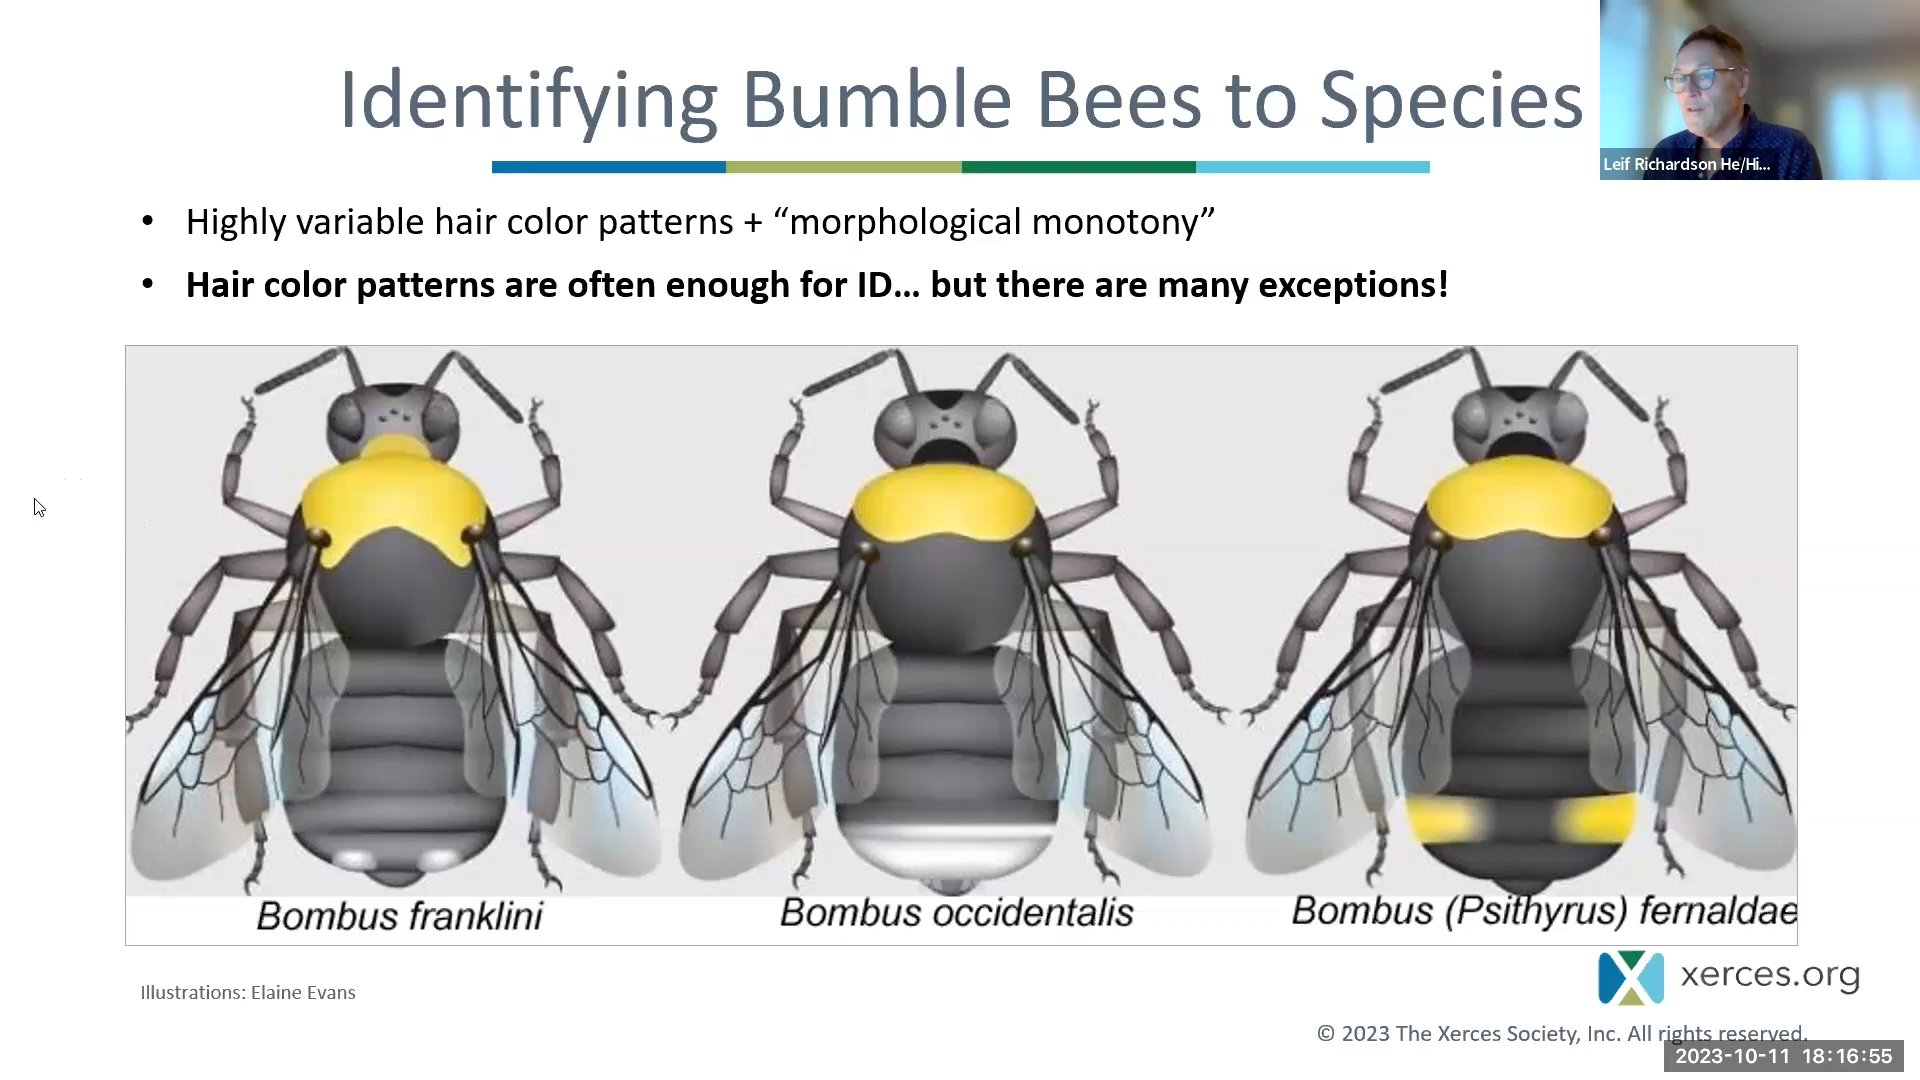 Identifying Bumble Bees to Species
Leif Richardson He/Hi...
• Highly variable hair color patterns + “morphological monotony”
• Hair color patterns are often enough for ID... but there are many exceptions!
Bombus franklini
Bombus occidentalis
Bombus (Psithyrus) fernaldae
Illustrations: Elaine Evans
xerces.org
© 2023 The Xerces Society, Inc. All rights reserved.
2023-10-11 18:16:55